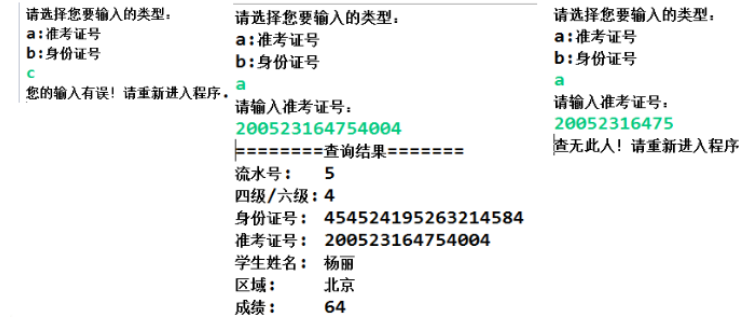 请选择您要输入的类型：
a:准考证号
b:身份证号
c
您的输入有误！请重新进入程序.
请选择您要输入的类型：
a:准考证号
b:身份证号
a
请输入准考证号：
200523164754004
========查询结果=======
流水号： 5
四级/六级：4
身份证号： 454524195263214584
准考证号： 200523164754004
学生姓名： 杨丽
区域： 北京
成绩： 64
请选择您要输入的类型：
a:准考证号
b:身份证号
a
请输入准考证号：
20052316475
查无此人！请重新进入程序